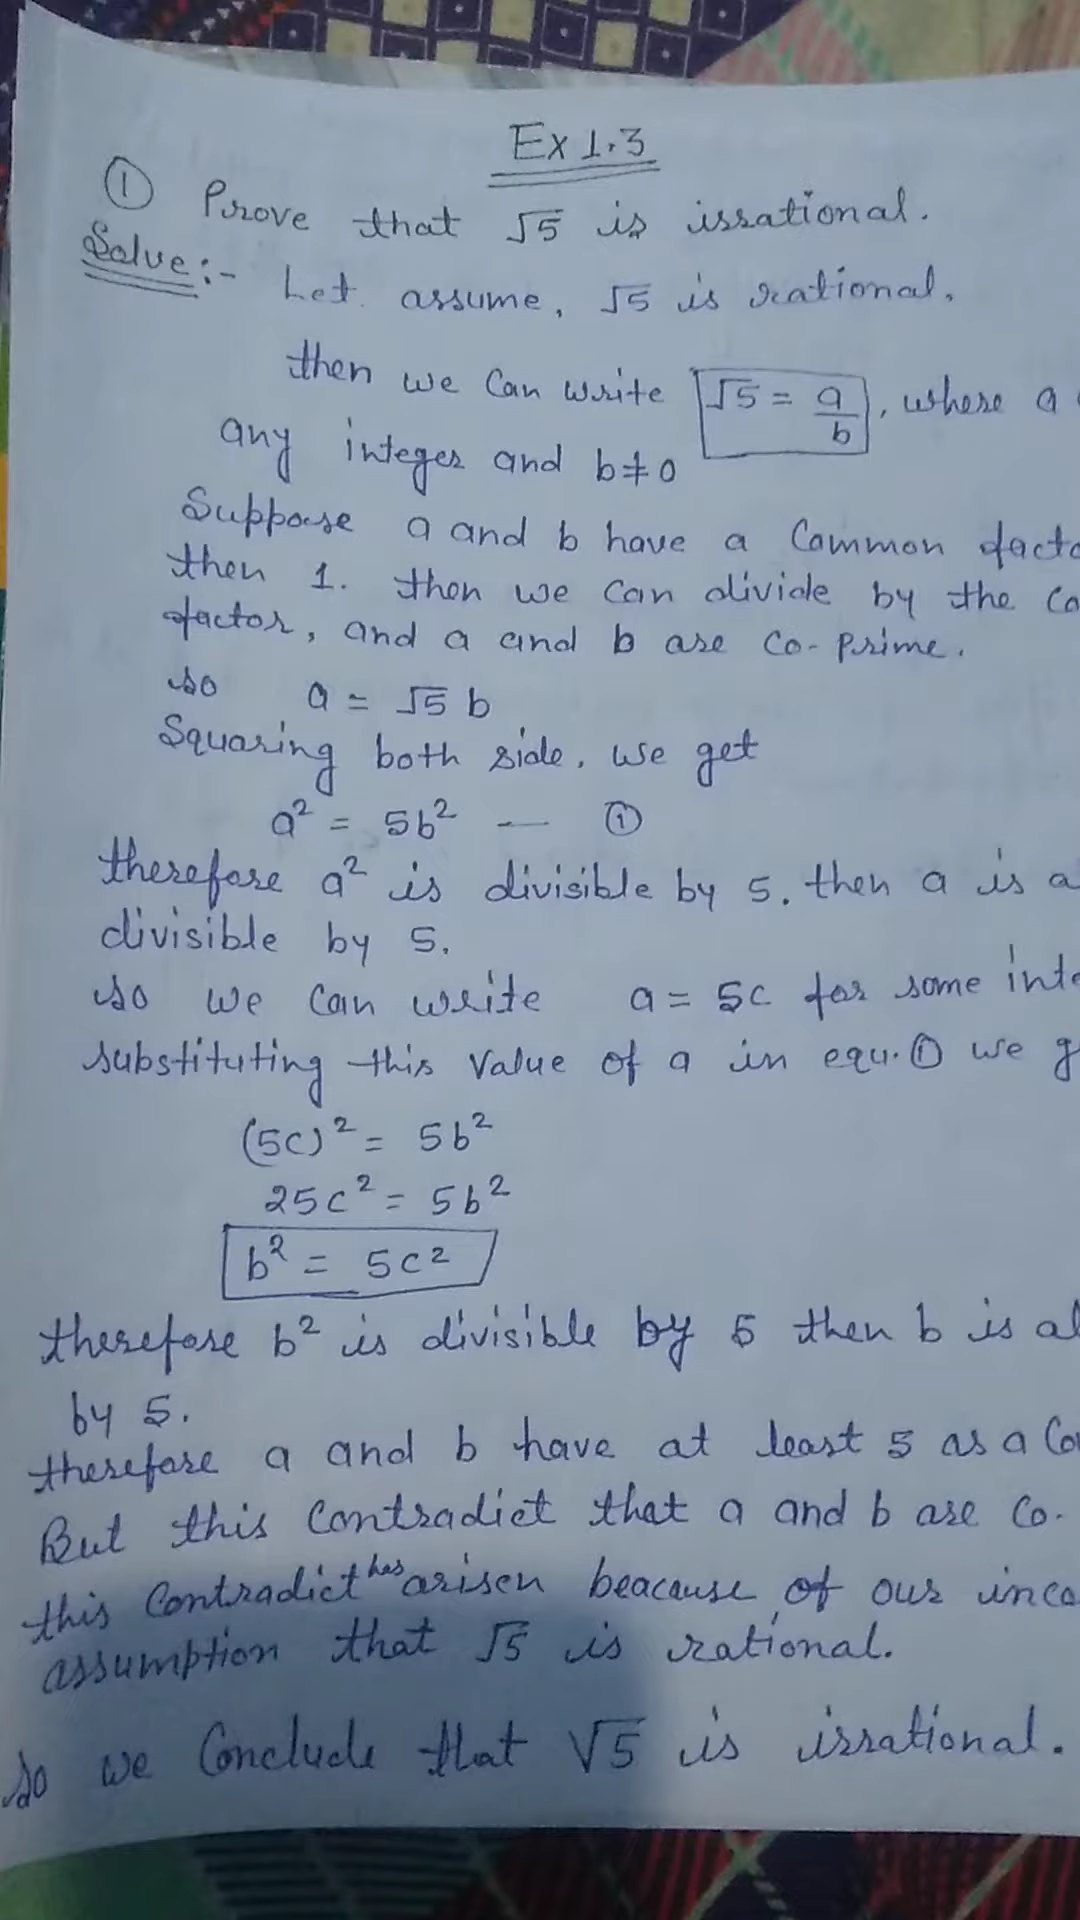 Ex 1.3
① Prove that √5 is irrational.
Solve:- Let assume, √5 is rational.
then we can write √5 = a/b, where a
any integer and b≠0
Suppose a and b have a common
then 1. then we can divide by the
factor, and a and b are co-prime.
so a = √5 b
Squaring both side, we get
a² = 5b² — ①
therefore a² is divisible by 5. then a is
divisible by 5.
so we can write a = 5c for some
substituting this value of a in equ. ① we
(5c)² = 5b²
25c² = 5b²
b² = 5c²
therefore b² is divisible by 5 then b is
by 5.
therefore a and b have at least 5 as a
But this contradict that a and b are co-
this contradict has arisen beacause of our
assumption that √5 is rational.
So we conclude that √5 is irrational.